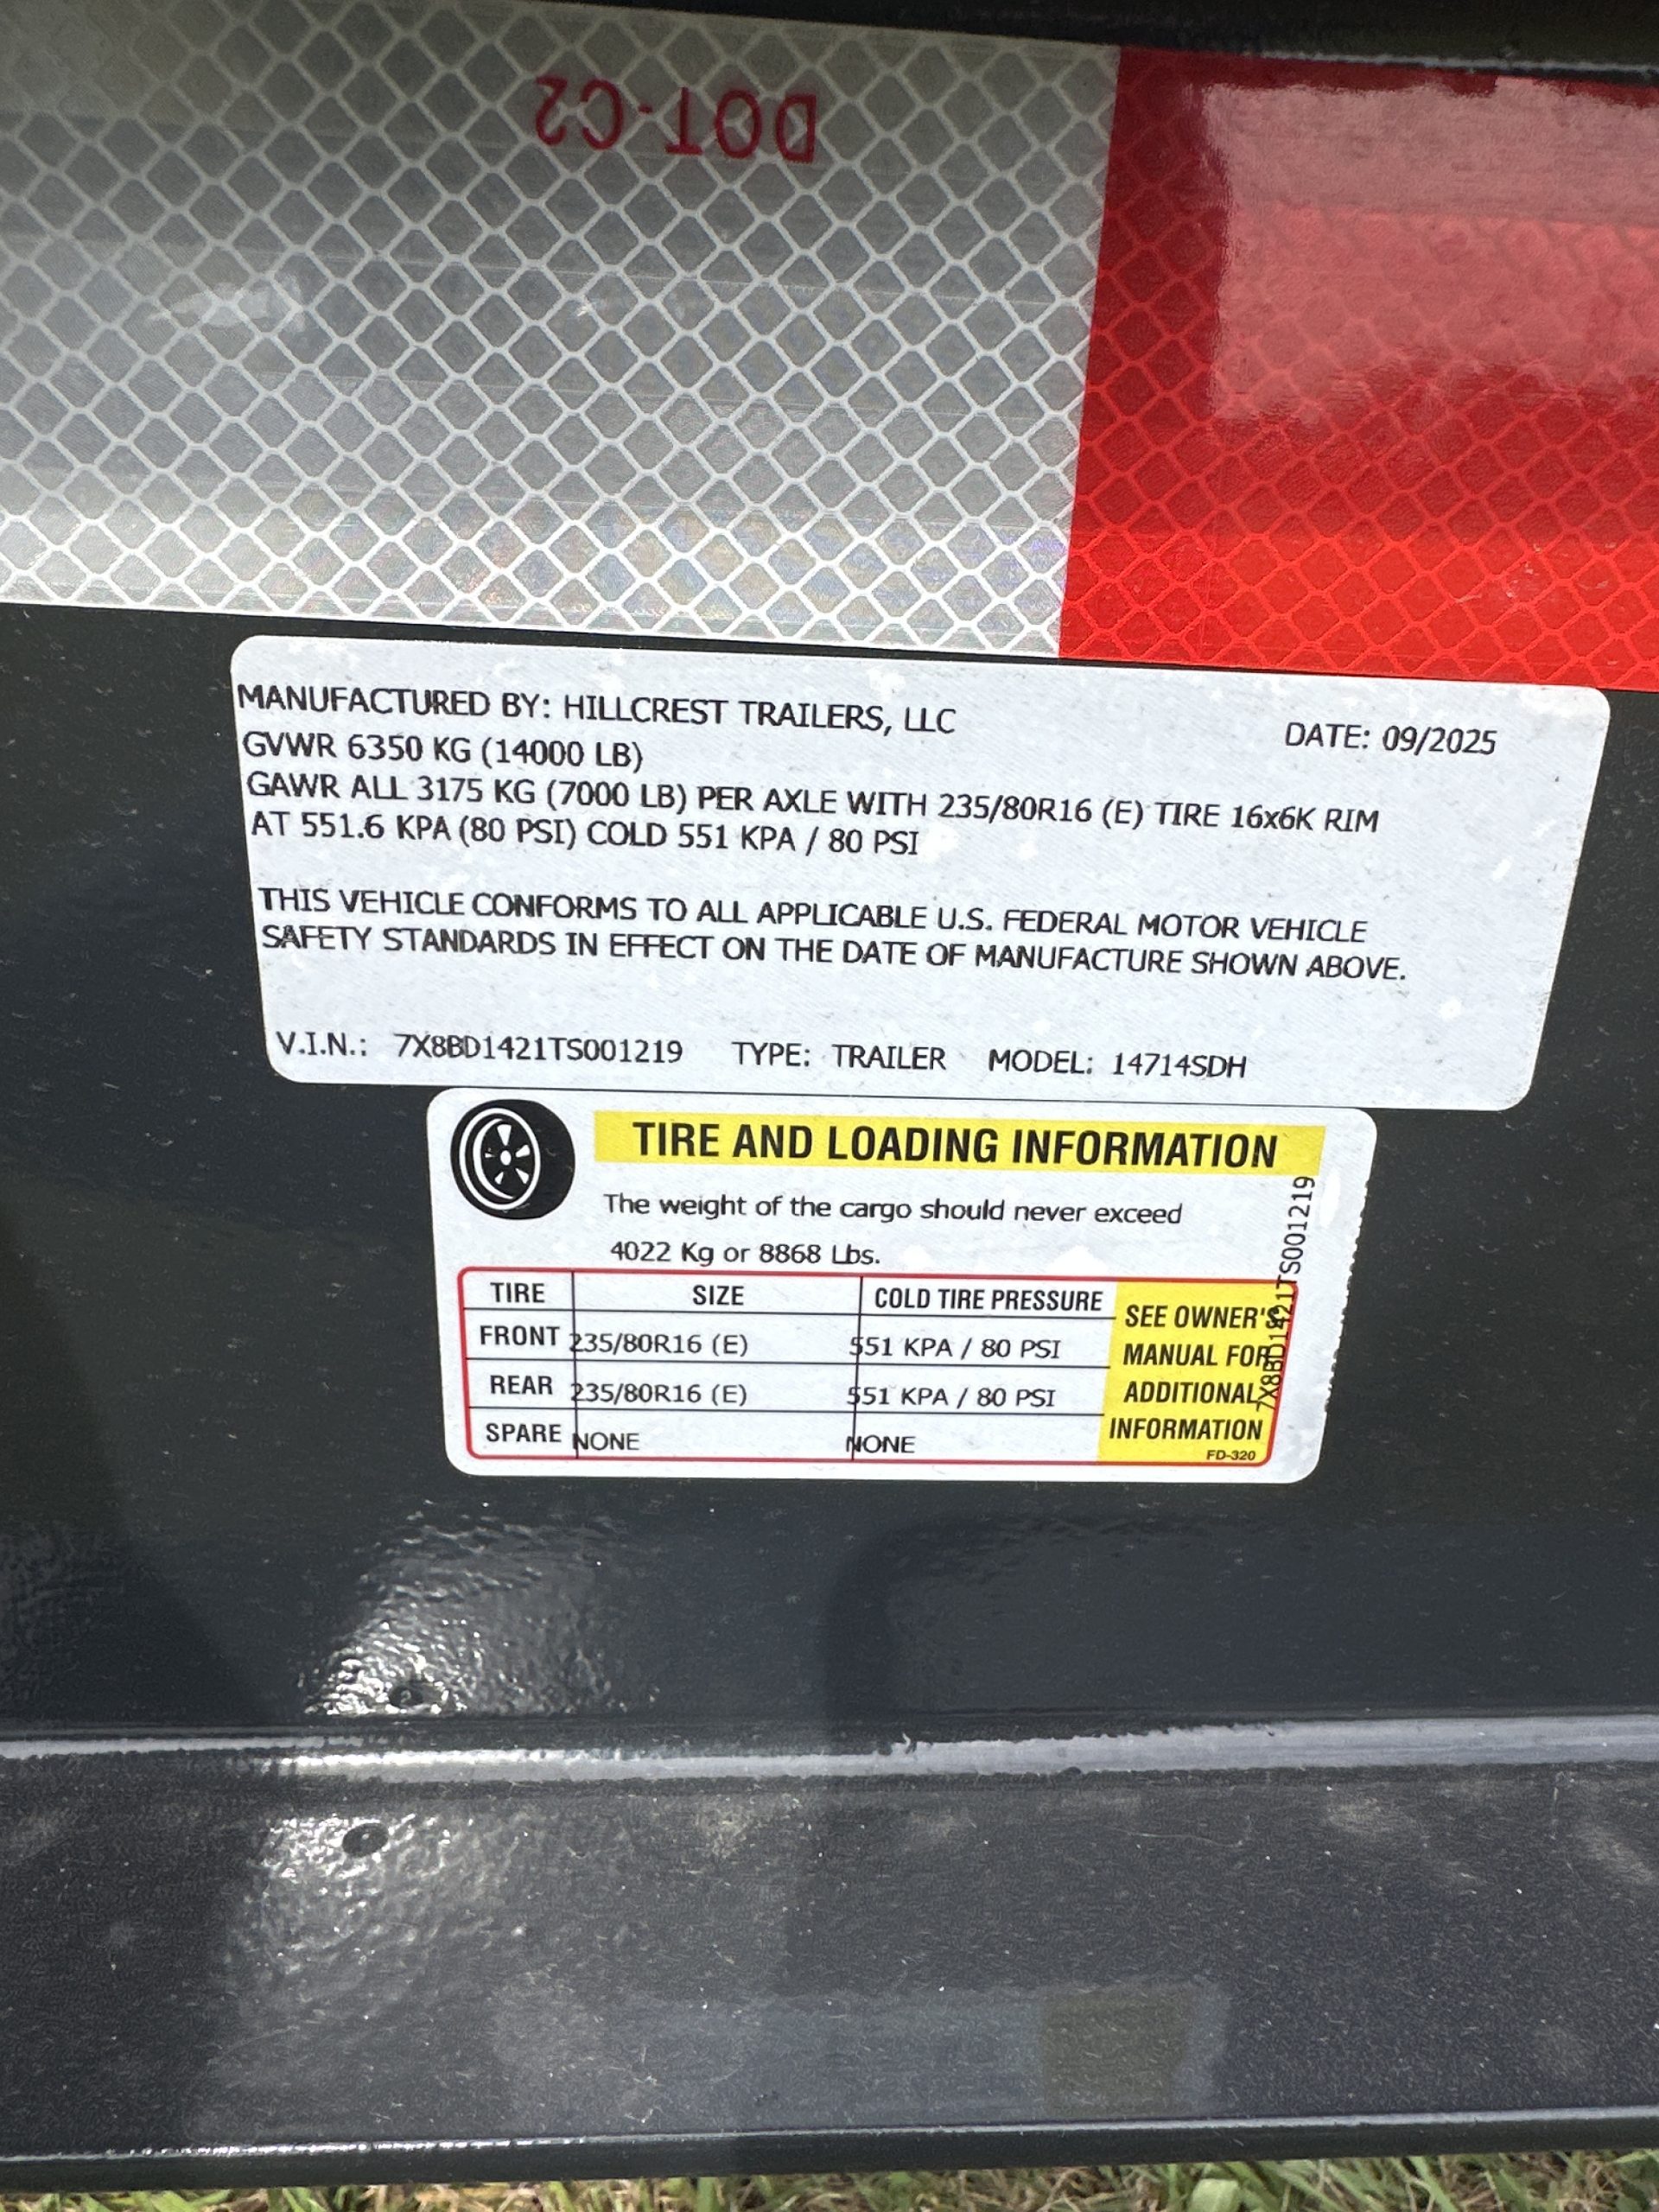 DOT-C2
MANUFACTURED BY: HILLCREST TRAILERS, LLC DATE: 09/2025
GVWR 6350 KG (14000 LB)
GAWR ALL 3175 KG (7000 LB) PER AXLE WITH 235/80R16 (E) TIRE 16x6K RIM
AT 551.6 KPA (80 PSI) COLD 551 KPA / 80 PSI
THIS VEHICLE CONFORMS TO ALL APPLICABLE U.S. FEDERAL MOTOR VEHICLE
SAFETY STANDARDS IN EFFECT ON THE DATE OF MANUFACTURE SHOWN ABOVE.
V.I.N.: 7X8BD1421TS001219 TYPE: TRAILER MODEL: 14714SDH
TIRE AND LOADING INFORMATION
The weight of the cargo should never exceed
4022 Kg or 8868 Lbs.
TIRE SIZE COLD TIRE PRESSURE
FRONT 235/80R16 (E) 551 KPA / 80 PSI
REAR 235/80R16 (E) 551 KPA / 80 PSI
SPARE NONE NONE
SEE OWNER'S
MANUAL FOR
ADDITIONAL
INFORMATION
FD-320
7X8BD1421TS001219